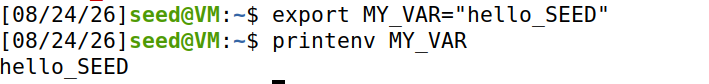 [08/24/26]seed@VM:~$ export MY_VAR="hello_SEED"
[08/24/26]seed@VM:~$ printenv MY_VAR
hello_SEED